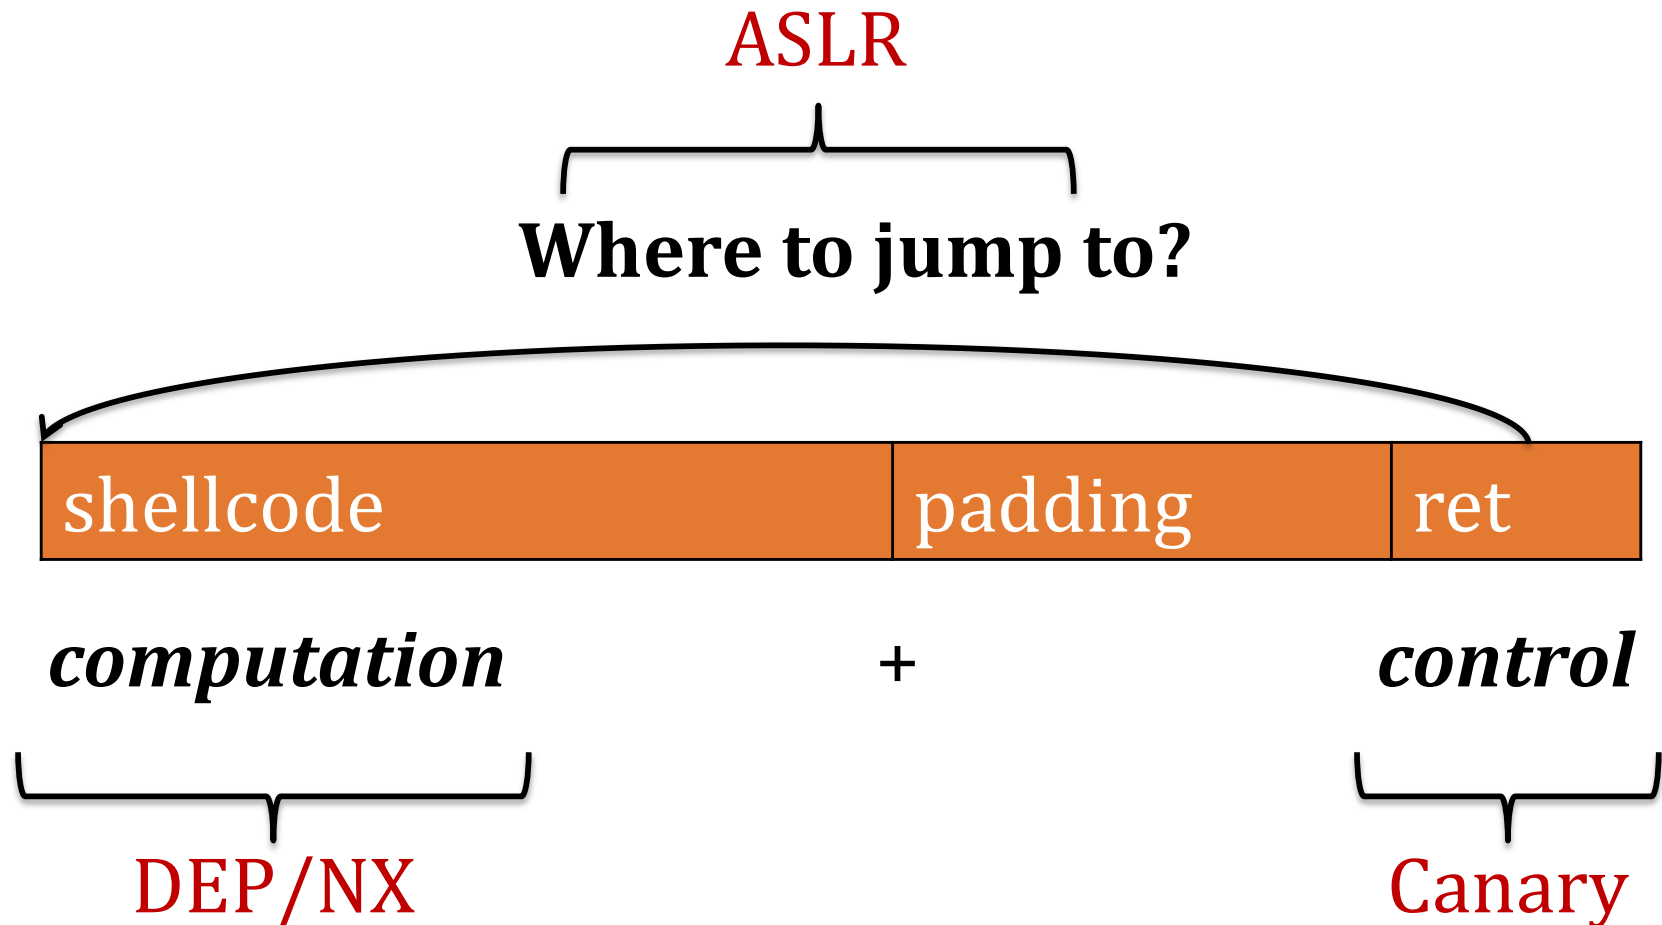 ASLR
Where to jump to?
shellcode padding ret
computation + control
DEP/NX Canary